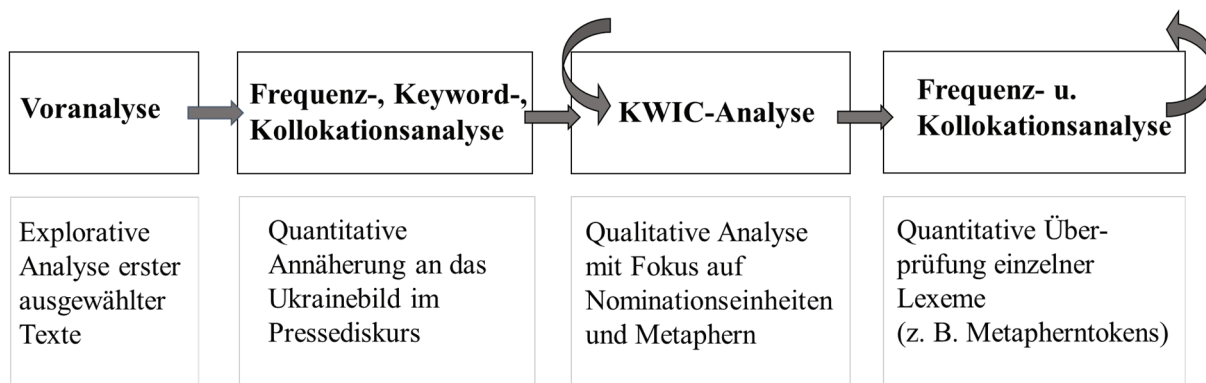 Voranalyse
Frequenz-, Keyword-,
Kollokationsanalyse
KWIC-Analyse
Frequenz- u.
Kollokationsanalyse
Explorative
Analyse erster
ausgewählter
Texte
Quantitative
Annäherung an das
Ukrainebild im
Pressediskurs
Qualitative Analyse
mit Fokus auf
Nominationseinheiten
und Metaphern
Quantitative Über-
prüfung einzelner
Lexeme
(z. B. Metapherntokens)